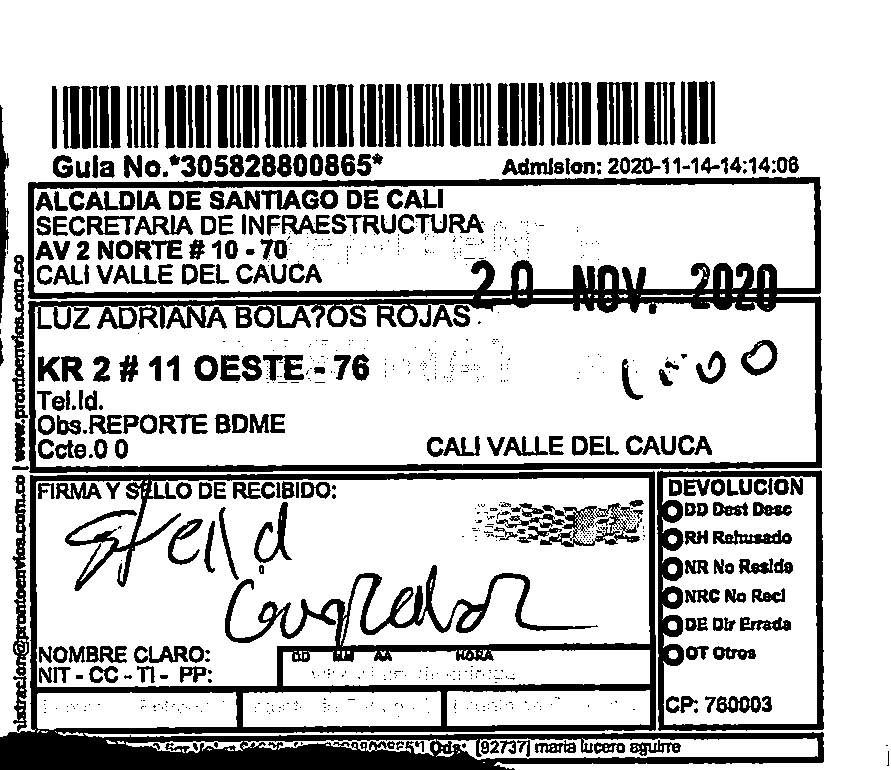 Guia No.*305828800865*
Admision: 2020-11-14-14:14:06
ALCALDIA DE SANTIAGO DE CALI
SECRETARIA DE INFRAESTRUCTURA
AV 2 NORTE # 10 - 70
CALI VALLE DEL CAUCA
20 NOV. 2020
LUZ ADRIANA BOLA?OS ROJAS
KR 2 # 11 OESTE - 76
Tel.Id.
Obs.REPORTE BDME
Ccte.0 0
CALI VALLE DEL CAUCA
www.prontoenvios.com.co
FIRMA Y SELLO DE RECIBIDO:
NOMBRE CLARO:
NIT - CC - TI - PP:
DD MM AA HORA
DEVOLUCION
DD Dest Desc
RH Rehusado
NR No Reside
NRC No Recl
DE Dir Errada
OT Otros
CP: 760003
[92737] maria lucero aguirre